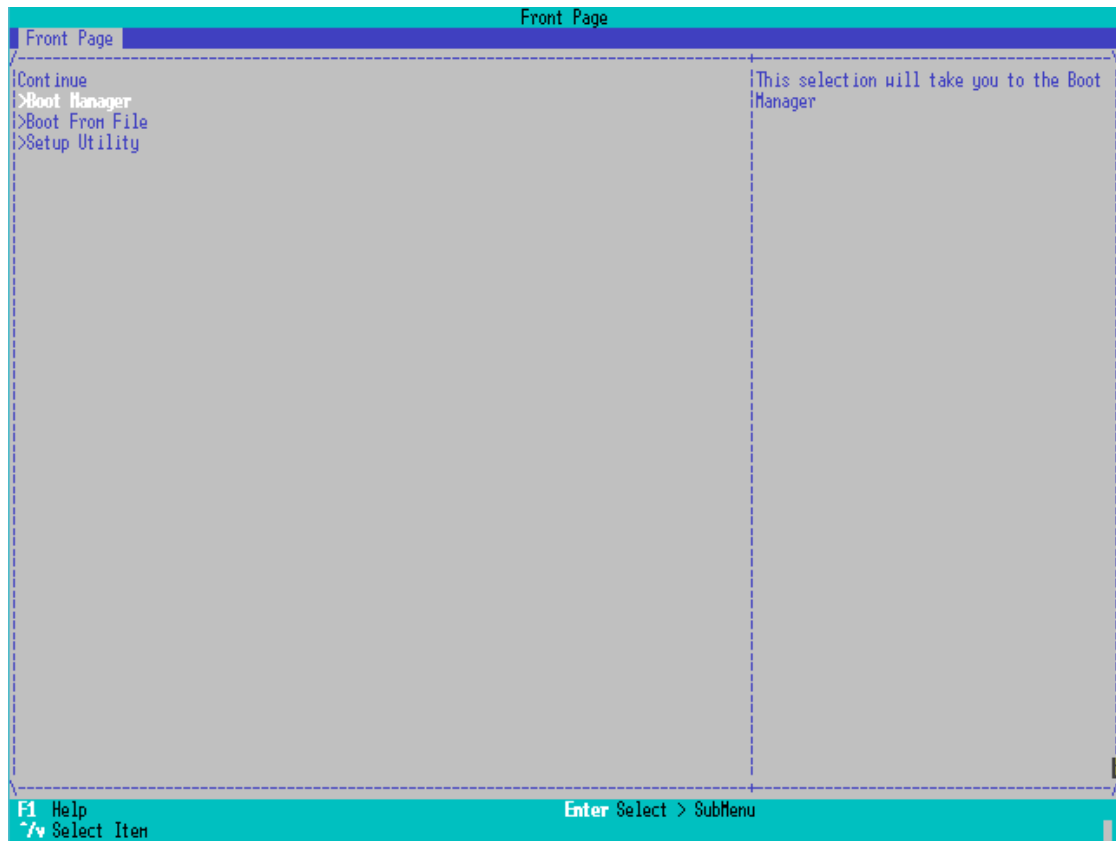 Front Page
Front Page
Continue
>Boot Manager
>Boot From File
>Setup Utility
This selection will take you to the Boot
Manager
F1 Help Enter Select > SubMenu
^/v Select Item